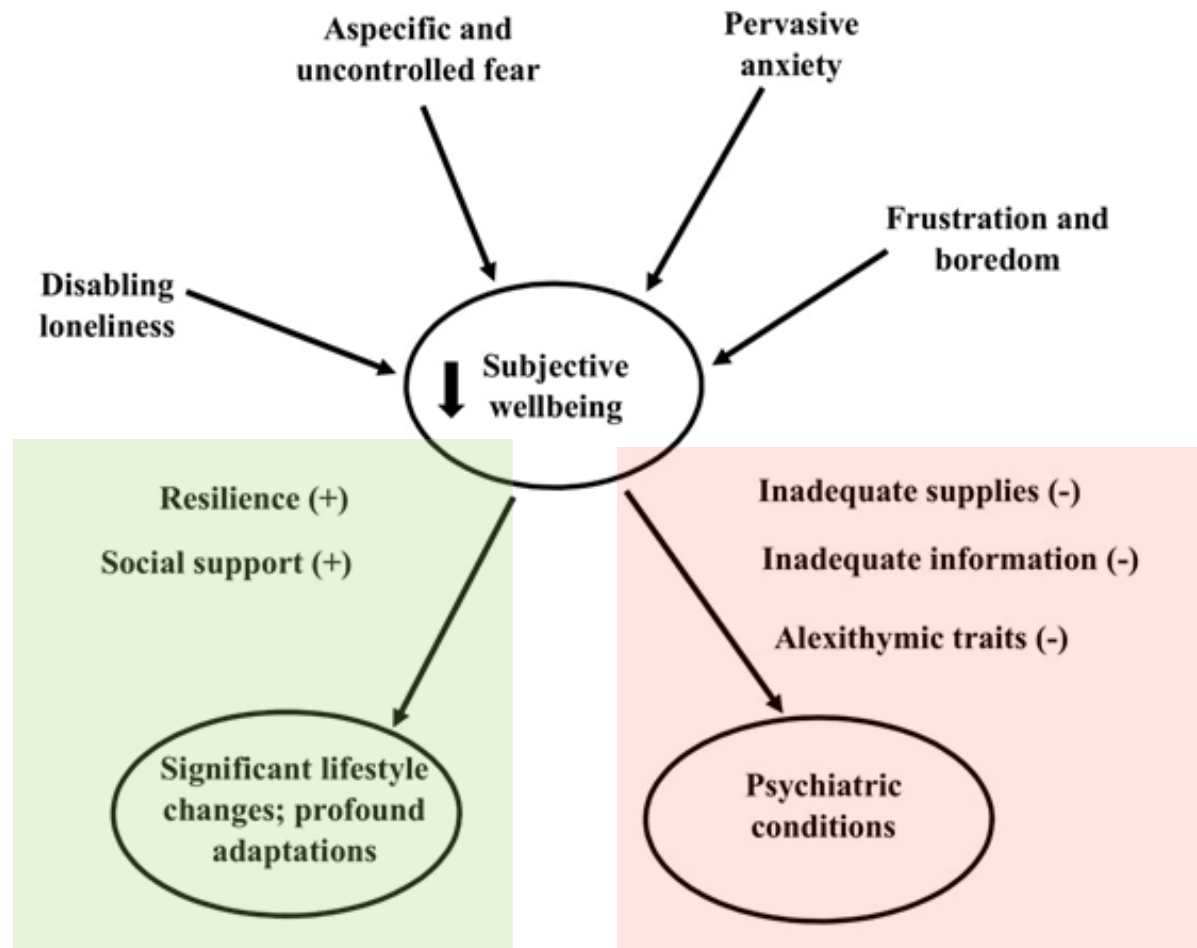 Aspecific and
uncontrolled fear
Pervasive
anxiety
Frustration and
boredom
Disabling
loneliness
Subjective
wellbeing
Resilience (+)
Social support (+)
Inadequate supplies (-)
Inadequate information (-)
Alexithymic traits (-)
Significant lifestyle
changes; profound
adaptations
Psychiatric
conditions